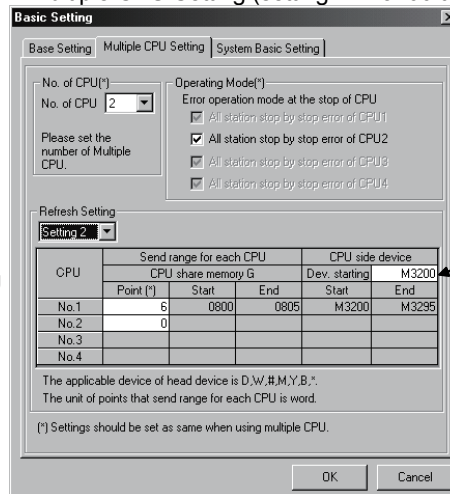 Basic Setting
Base Setting Multiple CPU Setting System Basic Setting
No. of CPU(*)
No. of CPU 2
Please set the
number of Multiple
CPU.
Operating Mode(*)
Error operation mode at the stop of CPU
All station stop by stop error of CPU1
All station stop by stop error of CPU2
All station stop by stop error of CPU3
All station stop by stop error of CPU4
Refresh Setting
Setting 2
CPU Send range for each CPU CPU side device
CPU share memory G Dev. starting M3200
Point (*) Start End Start End
No.1 6 0800 0805 M3200 M3295
No.2 0
No.3
No.4
The applicable device of head device is D,W,#,M,Y,B,*.
The unit of points that send range for each CPU is word.
(*) Settings should be set as same when using multiple CPU.
OK Cancel